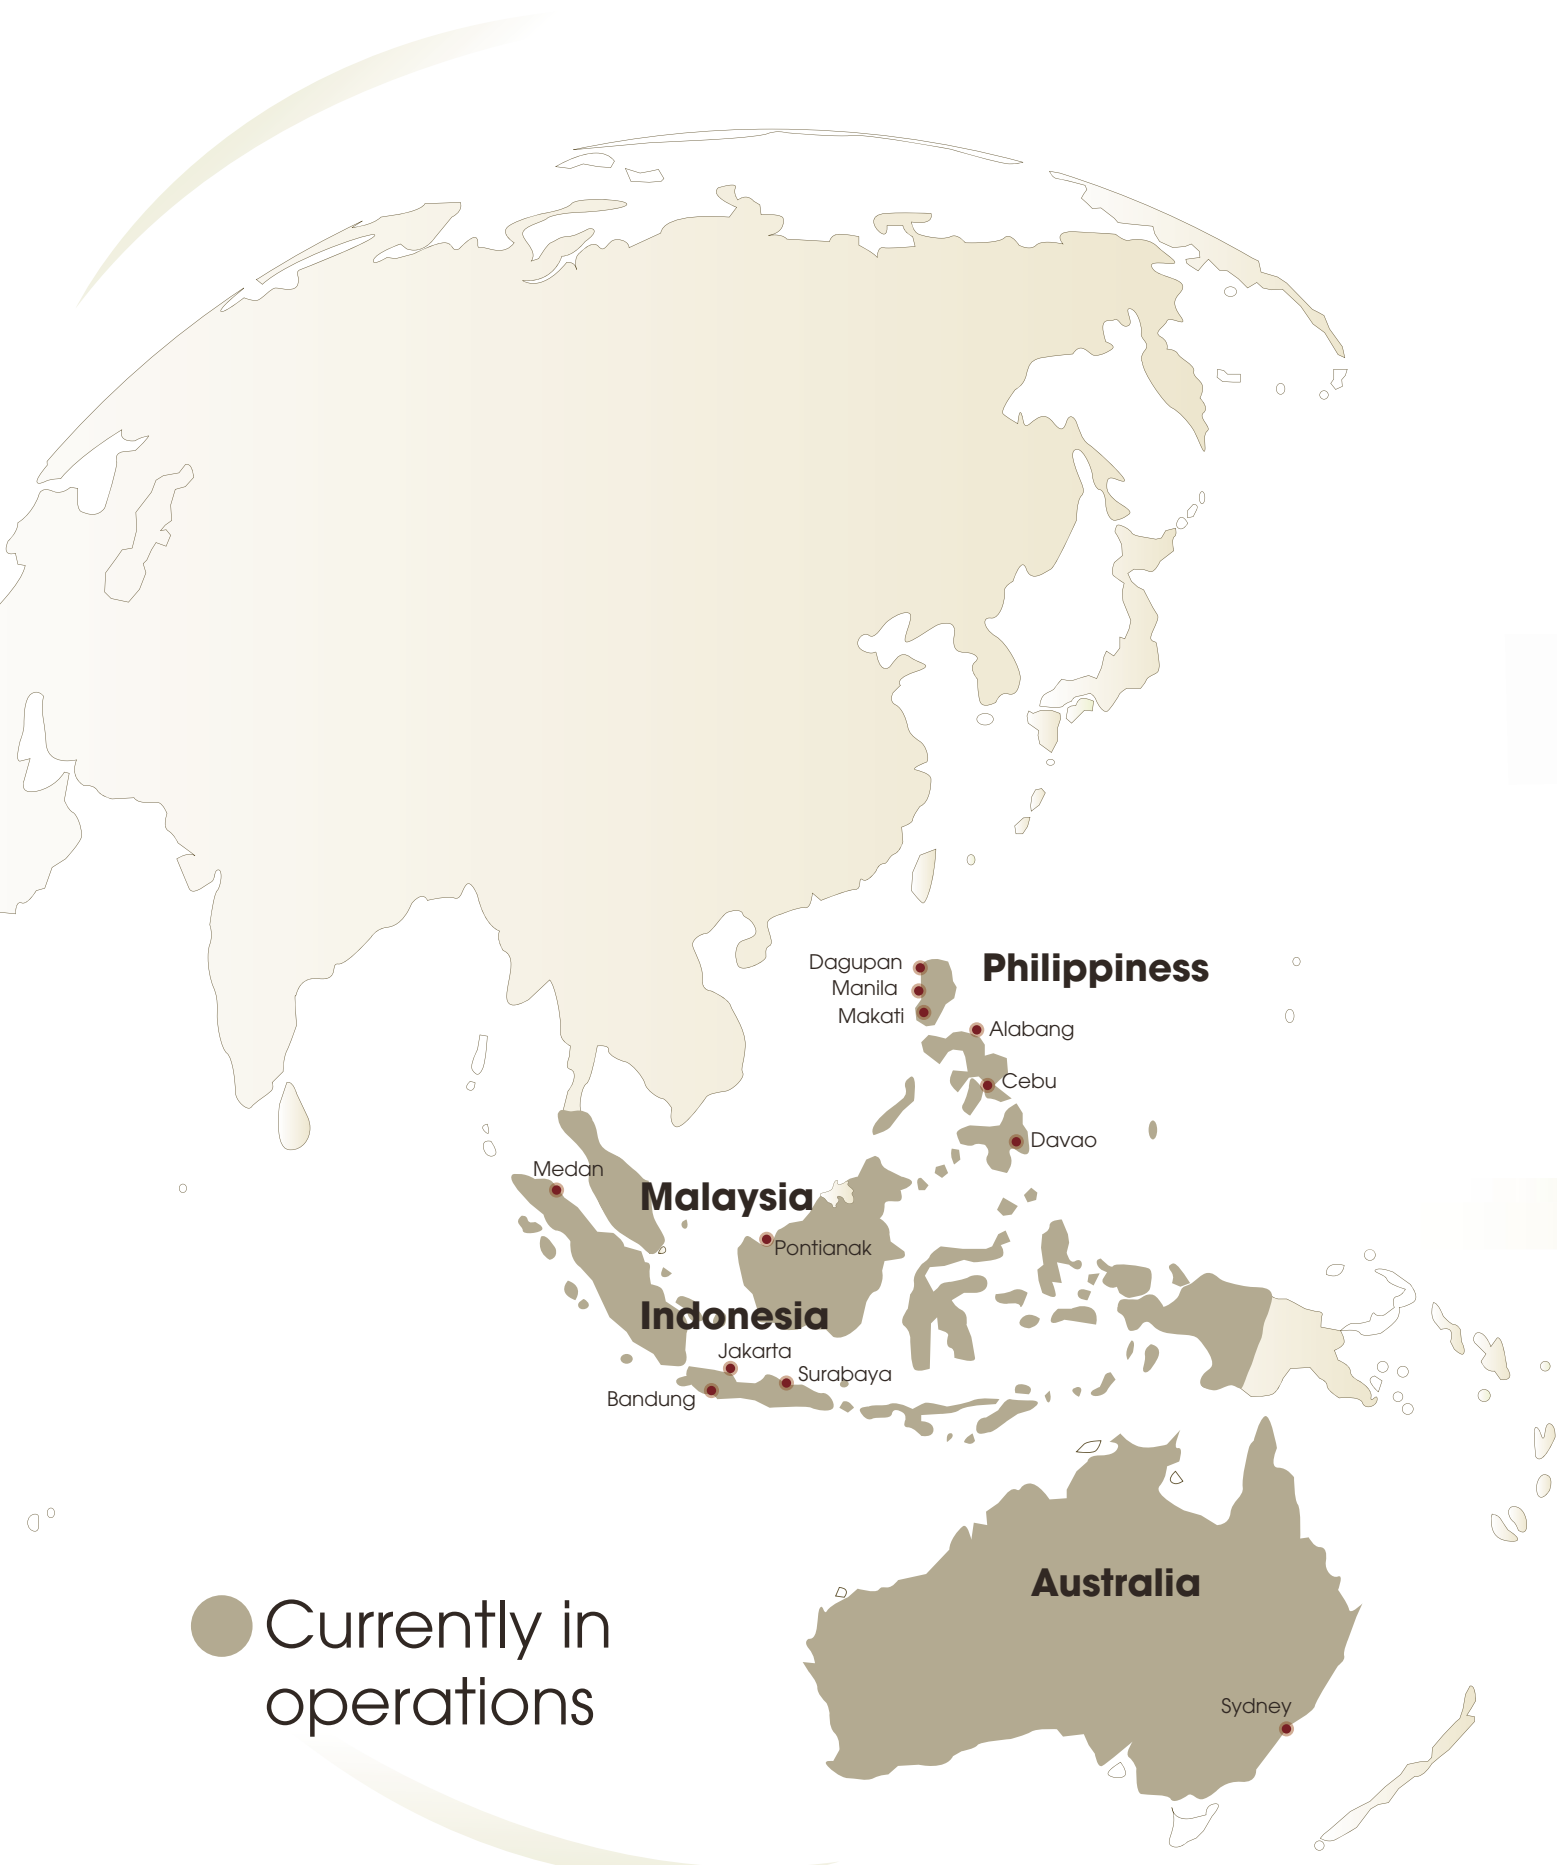 Dagupan
Philippiness
Manila
Makati
Alabang
Cebu
Davao
Medan
Malaysia
Pontianak
Indonesia
Jakarta
Surabaya
Bandung
Australia
Currently in
operations
Sydney